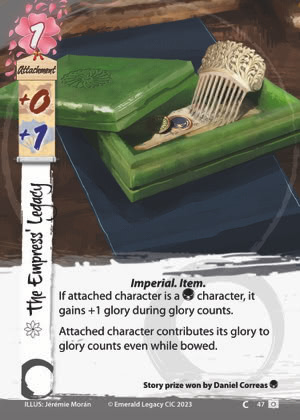 1
Attachment
+0
+1
The Empress' Legacy
Imperial. Item.
If attached character is a character, it
gains +1 glory during glory counts.
Attached character contributes its glory to
glory counts even while bowed.
Story prize won by Daniel Correas
ILLUS: Jérémie Morán © Emerald Legacy CIC 2023 C 47